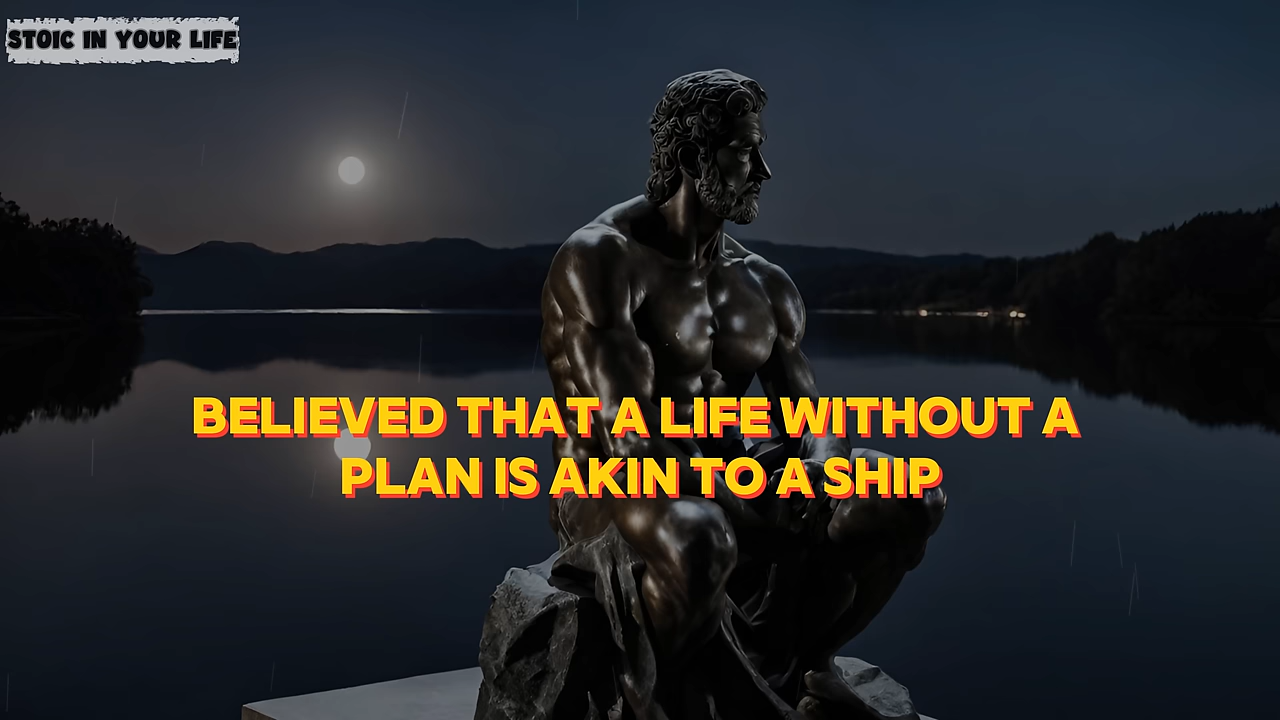 STOIC IN YOUR LIFE
BELIEVED THAT A LIFE WITHOUT A
PLAN IS AKIN TO A SHIP